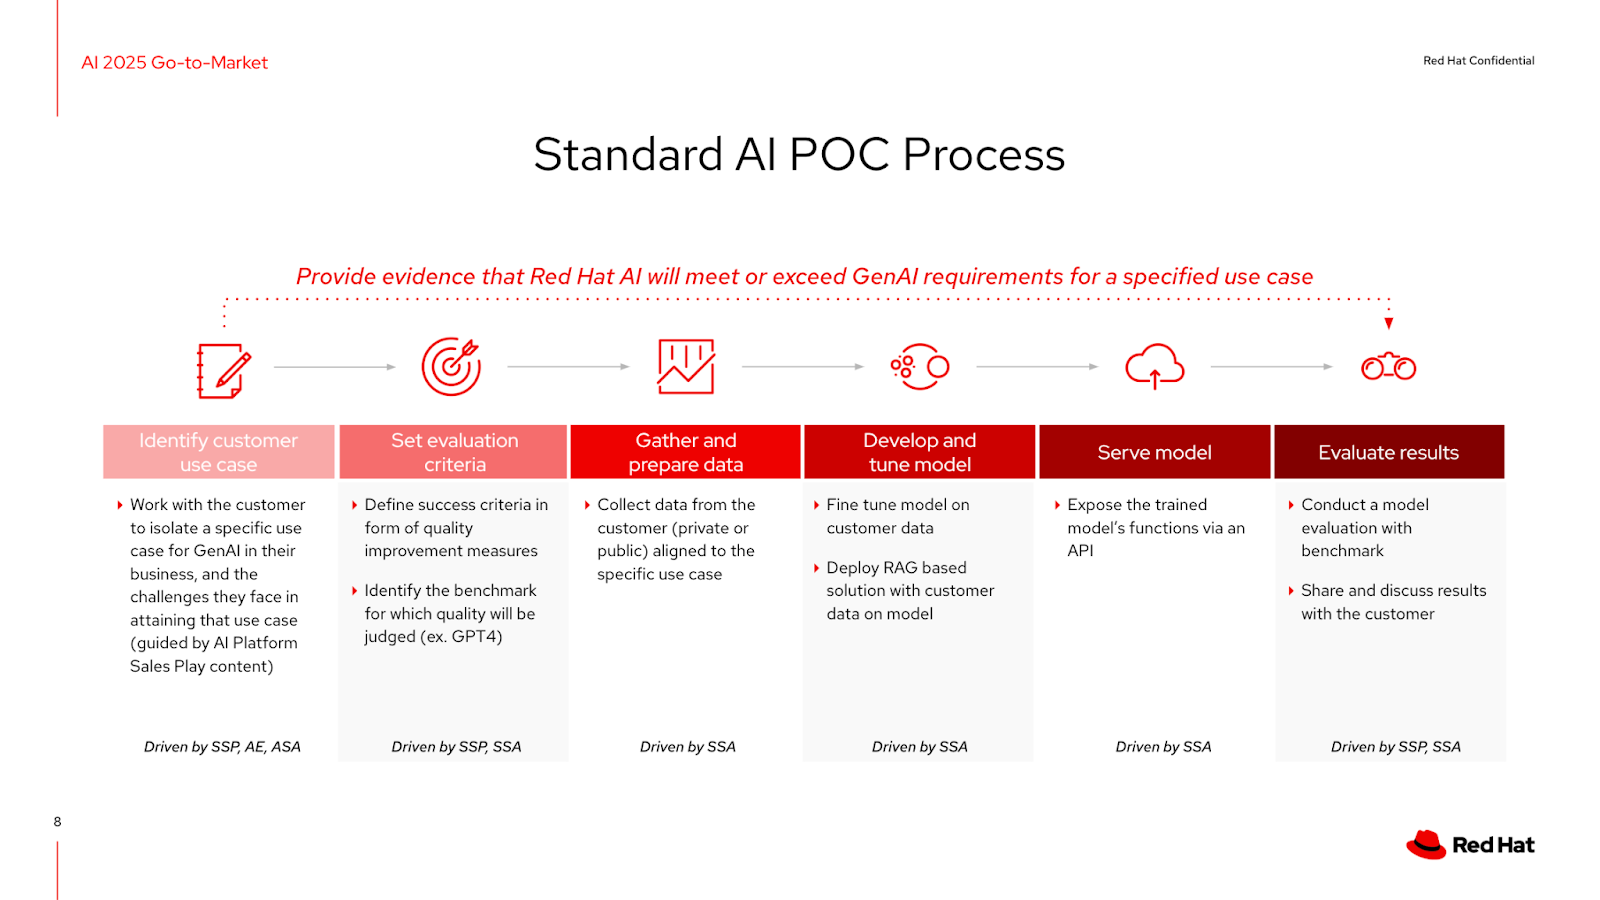 AI 2025 Go-to-Market
Red Hat Confidential
Standard AI POC Process
Provide evidence that Red Hat AI will meet or exceed GenAI requirements for a specified use case
Identify customer
use case
Work with the customer
to isolate a specific use
case for GenAI in their
business, and the
challenges they face in
attaining that use case
(guided by AI Platform
Sales Play content)
Driven by SSP, AE, ASA
Set evaluation
criteria
Define success criteria in
form of quality
improvement measures
Identify the benchmark
for which quality will be
judged (ex. GPT4)
Driven by SSP, SSA
Gather and
prepare data
Collect data from the
customer (private or
public) aligned to the
specific use case
Driven by SSA
Develop and
tune model
Fine tune model on
customer data
Deploy RAG based
solution with customer
data on model
Driven by SSA
Serve model
Expose the trained
model's functions via an
API
Driven by SSA
Evaluate results
Conduct a model
evaluation with
benchmark
Share and discuss results
with the customer
Driven by SSP, SSA
8
Red Hat